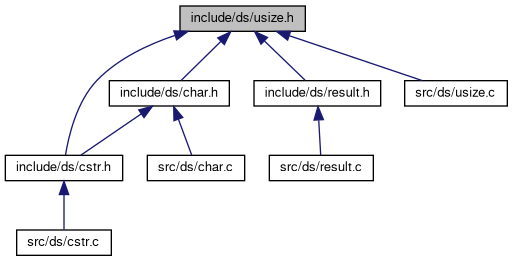 include/ds/usize.h
include/ds/char.h
include/ds/result.h
src/ds/usize.c
include/ds/cstr.h
src/ds/char.c
src/ds/result.c
src/ds/cstr.c